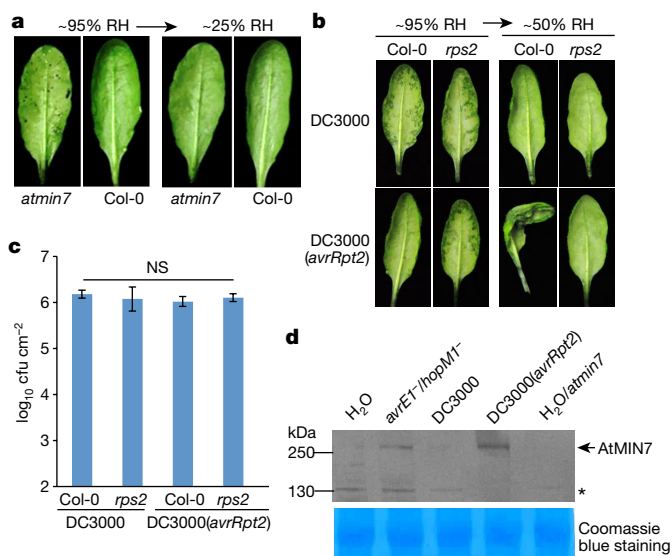 a
~95% RH → ~25% RH
atmin7 Col-0 atmin7 Col-0
b
~95% RH → ~50% RH
Col-0 rps2 Col-0 rps2
DC3000
DC3000
(avrRpt2)
c
NS
log10 cfu cm−2
7
6
5
4
3
2
Col-0 rps2 Col-0 rps2
DC3000 DC3000(avrRpt2)
d
H2O
avrE1−/hopM1−
DC3000
DC3000(avrRpt2)
H2O/atmin7
kDa
250
130
AtMIN7
*
Coomassie
blue staining